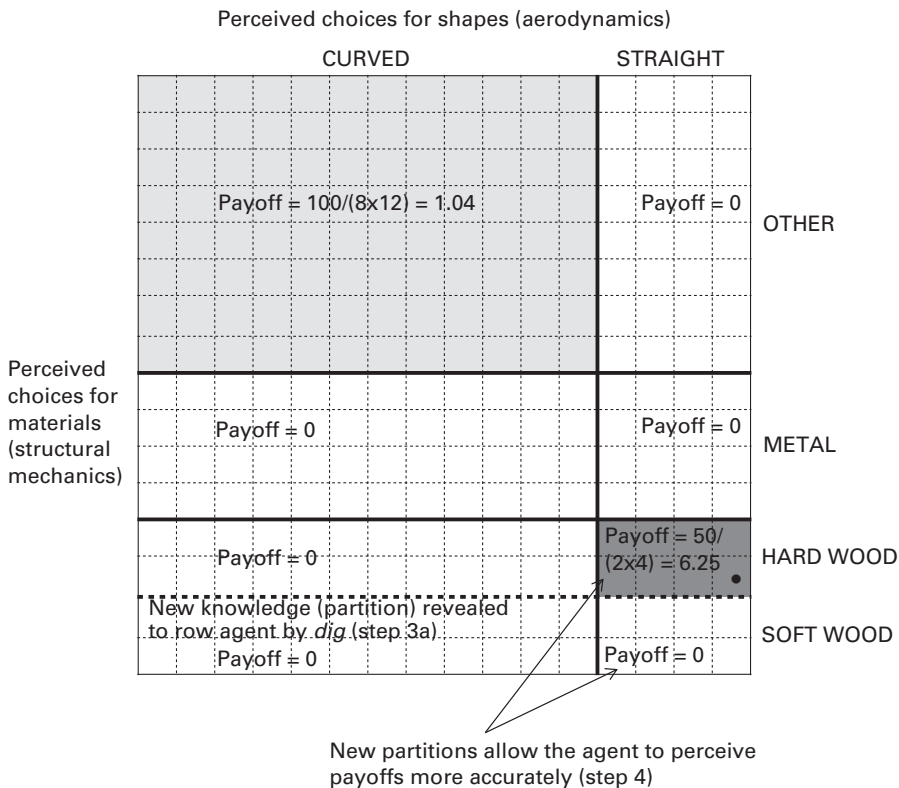 Perceived choices for shapes (aerodynamics)
CURVED
STRAIGHT
Payoff = 100/(8x12) = 1.04
Payoff = 0
OTHER
Perceived
choices for
materials
(structural
mechanics)
Payoff = 0
Payoff = 0
METAL
Payoff = 0
Payoff = 50/
(2x4) = 6.25
HARD WOOD
New knowledge (partition) revealed
to row agent by dig (step 3a)
Payoff = 0
Payoff = 0
SOFT WOOD
New partitions allow the agent to perceive
payoffs more accurately (step 4)